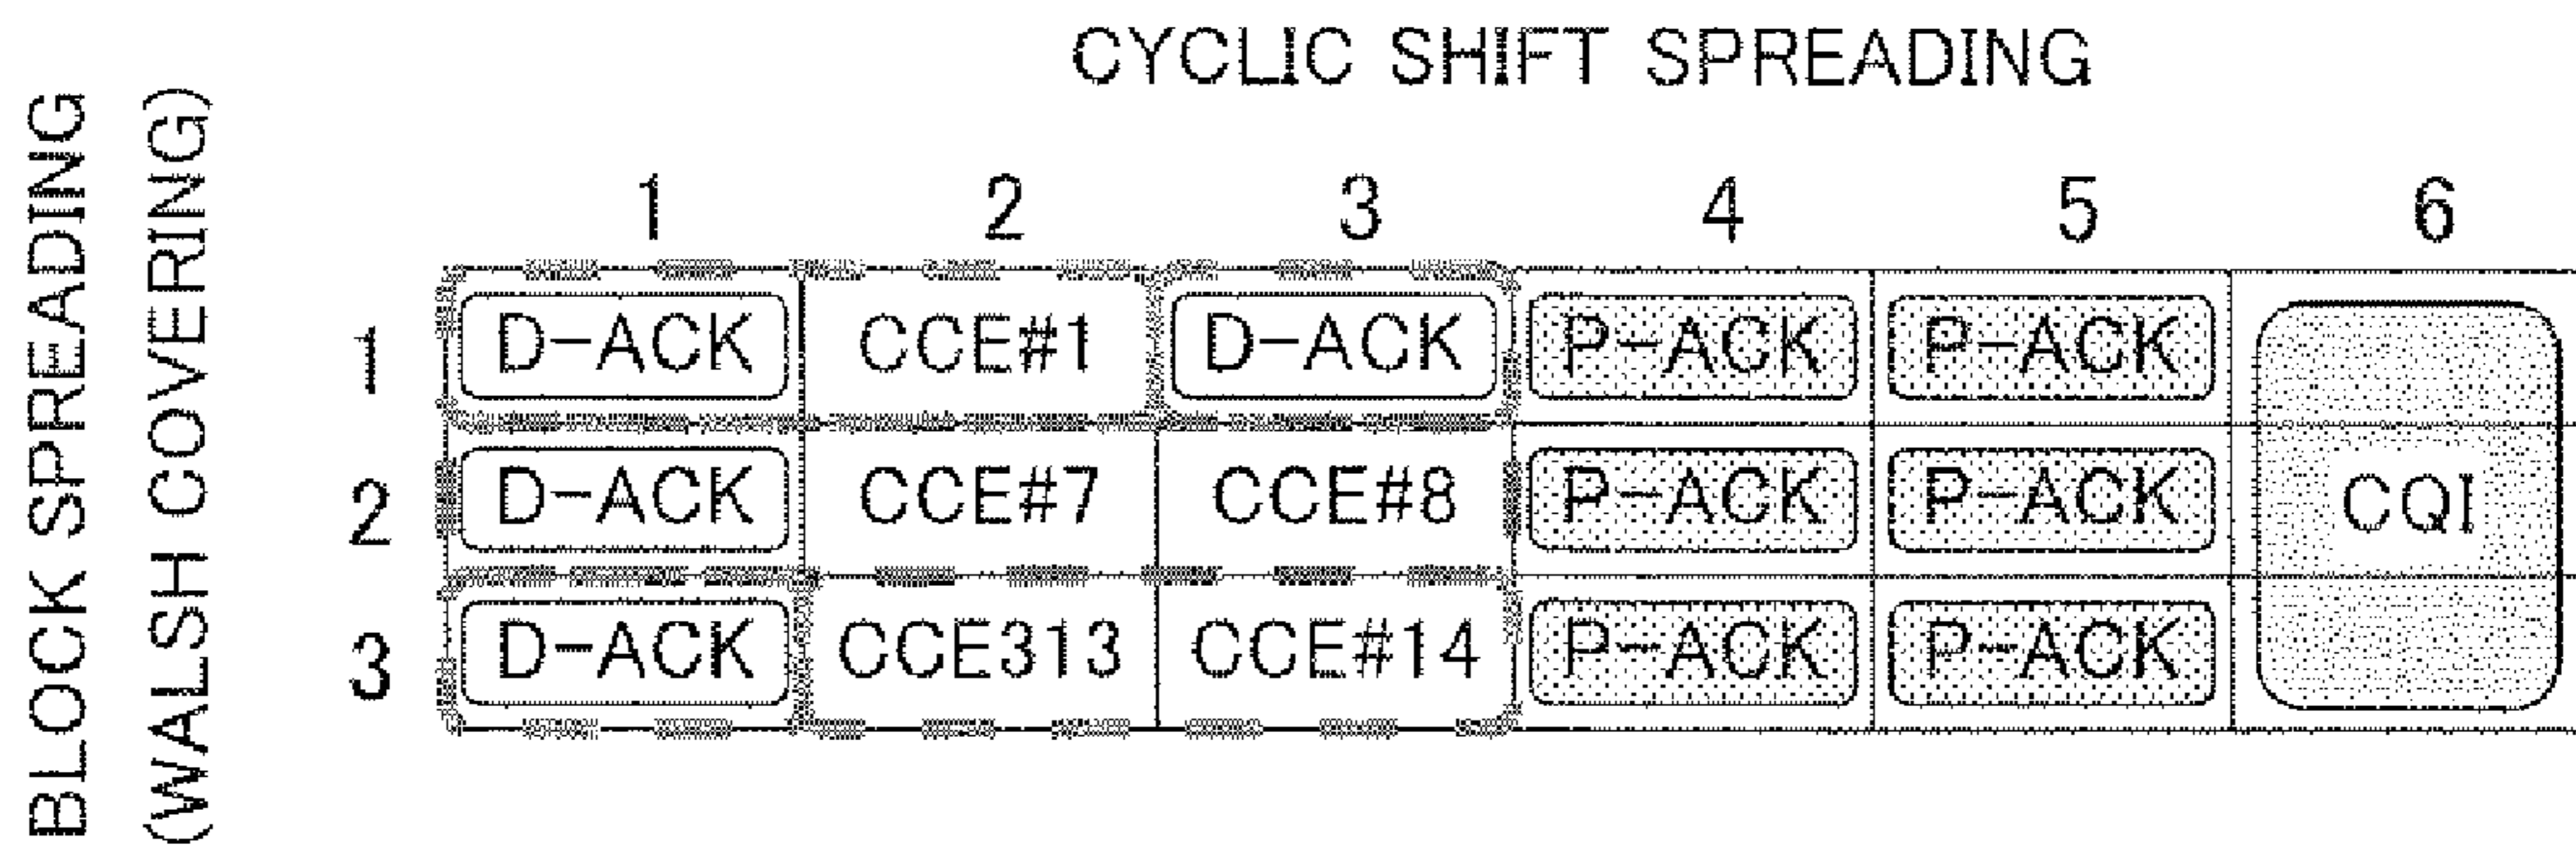 CYCLIC SHIFT SPREADING
BLOCK SPREADING
(WALSH COVERING)
1 2 3 4 5 6
1 D-ACK CCE#1 D-ACK P-ACK P-ACK
2 D-ACK CCE#7 CCE#8 P-ACK P-ACK CQI
3 D-ACK CCE313 CCE#14 P-ACK P-ACK